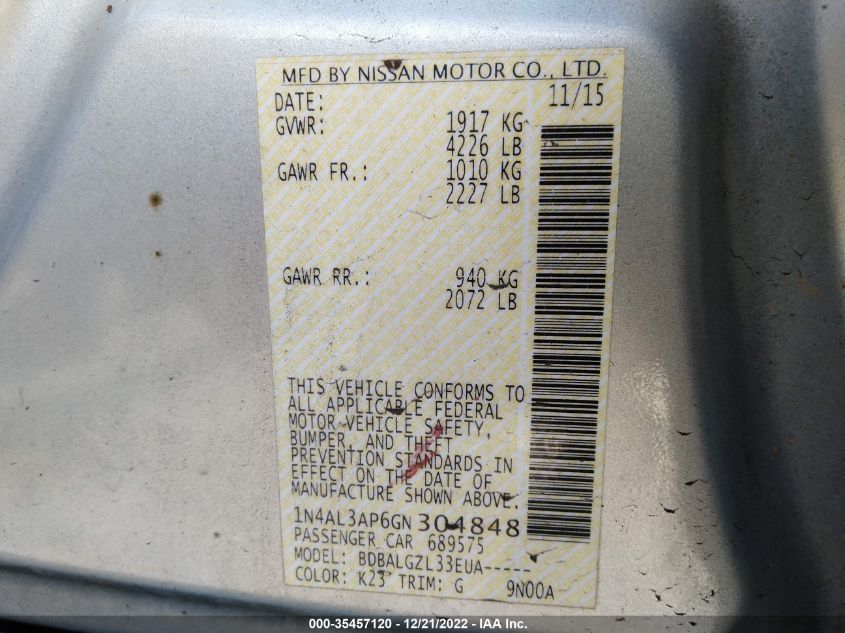 MFD BY NISSAN MOTOR CO., LTD.
DATE: 11/15
GVWR: 1917 KG
4226 LB
GAWR FR.: 1010 KG
2227 LB
GAWR RR.: 940 KG
2072 LB
THIS VEHICLE CONFORMS TO
ALL APPLICABLE FEDERAL
MOTOR VEHICLE SAFETY,
BUMPER, AND THEFT
PREVENTION STANDARDS IN
EFFECT ON THE DATE OF
MANUFACTURE SHOWN ABOVE.
1N4AL3AP6GN304848
PASSENGER CAR 689575
MODEL: BDBALGZL33EUA------
COLOR: K23 TRIM: G 9N00A
000-35457120 - 12/21/2022 - IAA Inc.